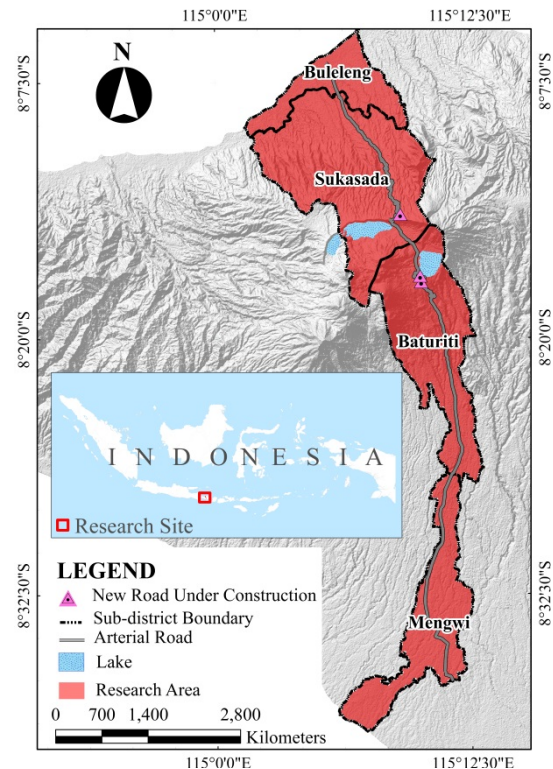 115°0'0"E 115°12'30"E
N
8°7'30"S 8°7'30"S
Buleleng
Sukasada
8°20'0"S 8°20'0"S
Baturiti
INDONESIA
Research Site
LEGEND
New Road Under Construction
Sub-district Boundary
Arterial Road
Lake
Research Area
8°32'30"S 8°32'30"S
Mengwi
0 700 1,400 2,800
Kilometers
115°0'0"E 115°12'30"E